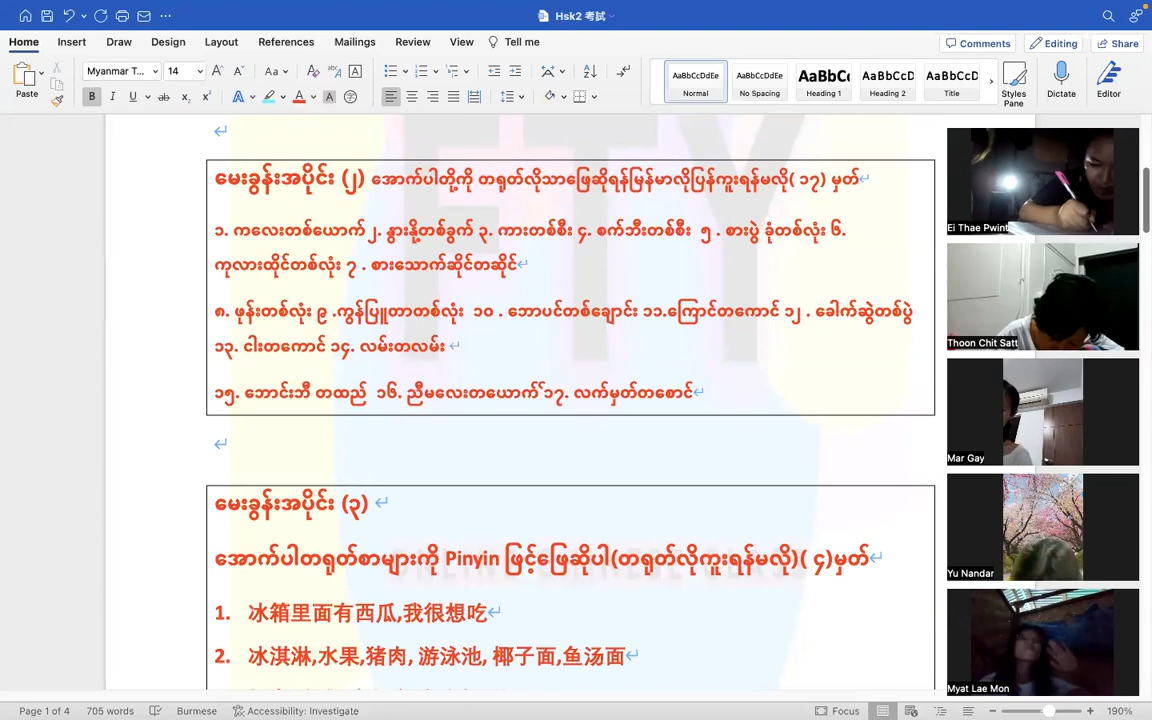 Hsk2 考試
Home Insert Draw Design Layout References Mailings Review View Tell me
Comments Editing Share
Paste
Myanmar T... 14
AaBbCcDdEe AaBbCcDdEe AaBbC AaBbCcD AaBbCcD
Normal No Spacing Heading 1 Heading 2 Title
Styles Pane
Dictate
Editor
မေးခွန်းအပိုင်း (၂) အောက်ပါတို့ကို တရုတ်လိုသာဖြေဆိုရန်မြန်မာလိုပြန်ကူးရန်မလို( ၁၇) မှတ်
၁. ကလေးတစ်ယောက်၂. နွားနို့တစ်ခွက် ၃. ကားတစ်စီး ၄. စက်ဘီးတစ်စီး ၅ . စားပွဲ ခုံတစ်လုံး ၆.
ကုလားထိုင်တစ်လုံး ၇ . စားသောက်ဆိုင်တဆိုင်
၈. ဖုန်းတစ်လုံး ၉ .ကွန်ပြူတာတစ်လုံး ၁၀ . ဘောပင်တစ်ချောင်း ၁၁.ကြောင်တကောင် ၁၂ . ခေါက်ဆွဲတစ်ပွဲ
၁၃. ငါးတကောင် ၁၄. လမ်းတလမ်း
၁၅. ဘောင်းဘီ တထည် ၁၆. ညီမလေးတယောက် ၁၇. လက်မှတ်တစောင်
မေးခွန်းအပိုင်း (၃)
အောက်ပါတရုတ်စာများကို Pinyin ဖြင့်ဖြေဆိုပါ(တရုတ်လိုကူးရန်မလို)( ၄)မှတ်
1. 冰箱里面有西瓜,我很想吃
2. 冰淇淋,水果,猪肉, 游泳池, 椰子面,鱼汤面
Ei Thae Pwint
Thoon Chit Satt
Mar Gay
Yu Nandar
Myat Lae Mon
Page 1 of 4 705 words Burmese Accessibility: Investigate Focus 190%